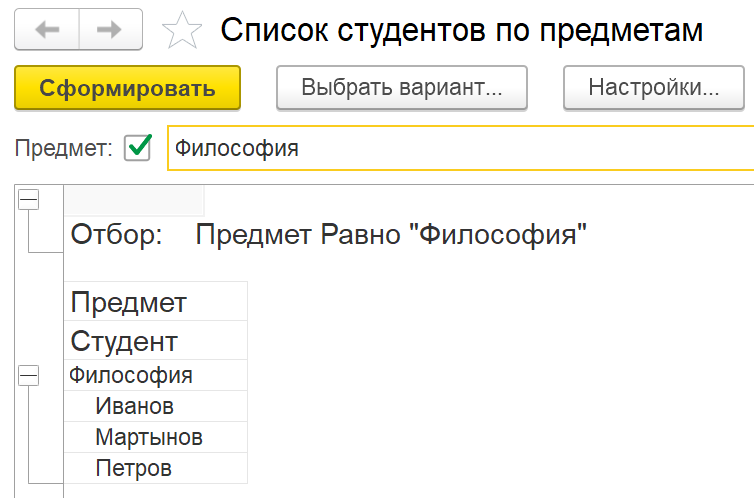 Список студентов по предметам
Сформировать Выбрать вариант... Настройки...
Предмет: Философия
Отбор: Предмет Равно "Философия"
Предмет
Студент
Философия
Иванов
Мартынов
Петров